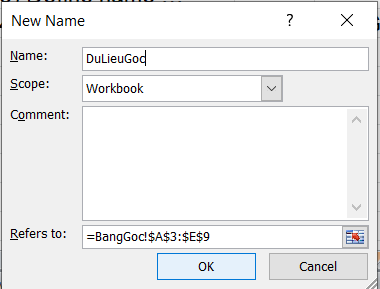 New Name
?
Name:
DuLieuGoc
Scope:
Workbook
Comment:
Refers to:
=BangGoc!$A$3:$E$9
OK
Cancel